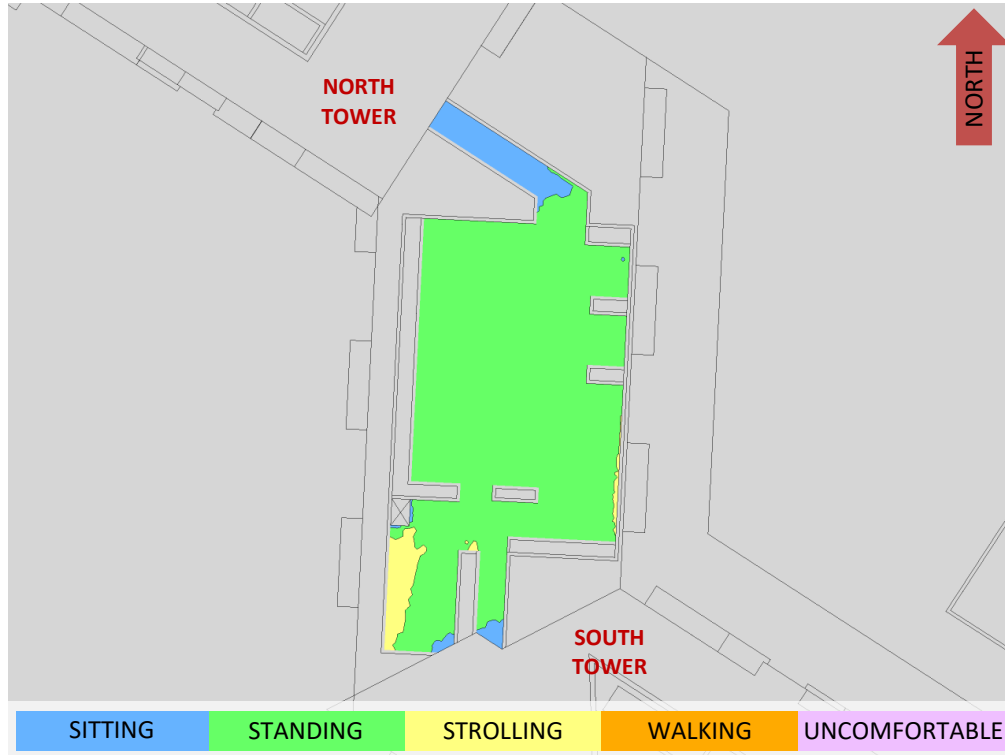 NORTH
NORTH
TOWER
SOUTH
TOWER
SITTING
STANDING
STROLLING
WALKING
UNCOMFORTABLE